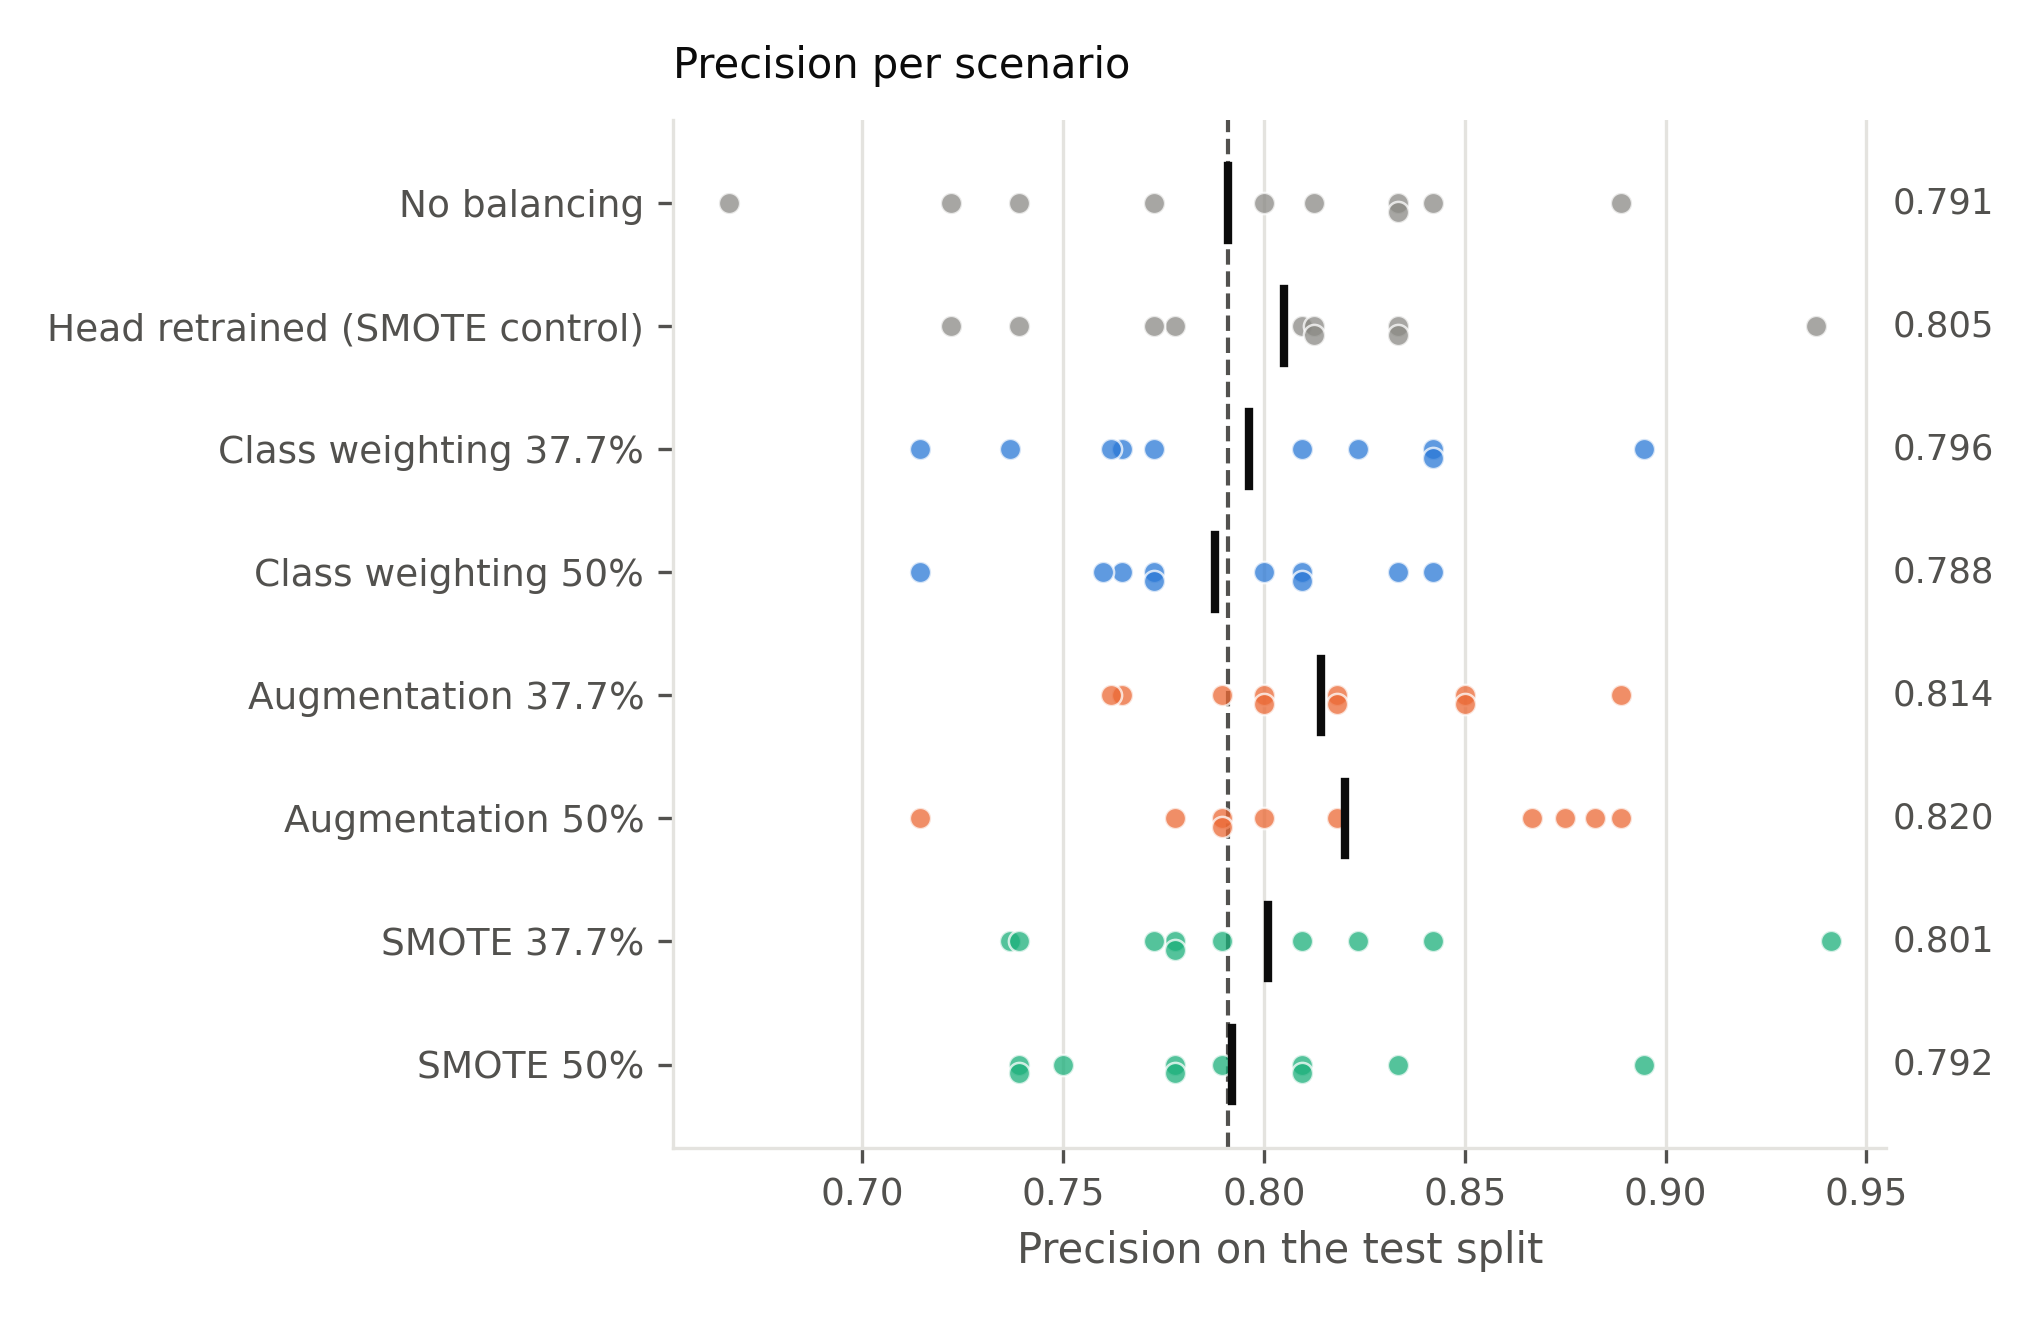 Precision per scenario
No balancing 0.791
Head retrained (SMOTE control) 0.805
Class weighting 37.7% 0.796
Class weighting 50% 0.788
Augmentation 37.7% 0.814
Augmentation 50% 0.820
SMOTE 37.7% 0.801
SMOTE 50% 0.792
0.70 0.75 0.80 0.85 0.90 0.95
Precision on the test split